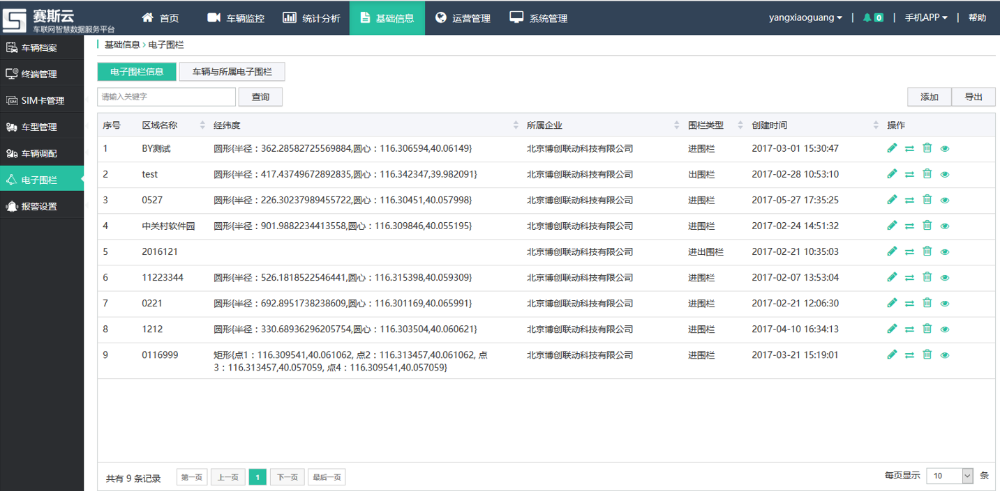 赛斯云
车联网智慧数据服务平台
首页
车辆监控
统计分析
基础信息
运营管理
系统管理
yangxiaoguang
0
手机APP
帮助
车辆档案
终端管理
SIM卡管理
车型管理
车辆调配
电子围栏
报警设置
基础信息 > 电子围栏
电子围栏信息 车辆与所属电子围栏
请输入关键字 查询 添加 导出
序号 区域名称 经纬度 所属企业 围栏类型 创建时间 操作
1 BY测试 圆形{半径：362.28582725569884,圆心：116.306594,40.06149} 北京博创联动科技有限公司 进围栏 2017-03-01 15:30:47
2 test 圆形{半径：417.43749672892835,圆心：116.342347,39.982091} 北京博创联动科技有限公司 出围栏 2017-02-28 10:53:10
3 0527 圆形{半径：226.30237989455722,圆心：116.30451,40.057998} 北京博创联动科技有限公司 进围栏 2017-05-27 17:35:25
4 中关村软件园 圆形{半径：901.9882234413558,圆心：116.309846,40.055195} 北京博创联动科技有限公司 进围栏 2017-02-24 14:51:32
5 2016121 北京博创联动科技有限公司 进出围栏 2017-02-21 10:35:03
6 11223344 圆形{半径：526.1818522546441,圆心：116.315398,40.059309} 北京博创联动科技有限公司 进围栏 2017-02-07 13:53:04
7 0221 圆形{半径：692.8951738238609,圆心：116.301169,40.065991} 北京博创联动科技有限公司 进围栏 2017-02-21 12:06:30
8 1212 圆形{半径：330.68936296205754,圆心：116.303504,40.060621} 北京博创联动科技有限公司 进围栏 2017-04-10 16:34:13
9 0116999 矩形{点1：116.309541,40.061062, 点2：116.313457,40.061062, 点 北京博创联动科技有限公司 进围栏 2017-03-21 15:19:01
3：116.313457,40.057059, 点4：116.309541,40.057059}
共有 9 条记录 第一页 上一页 1 下一页 最后一页 每页显示 10 条